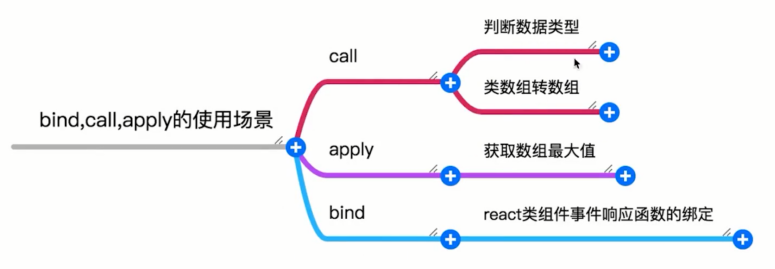 bind,call,apply的使用场景
call
判断数据类型
类数组转数组
apply
获取数组最大值
bind
react类组件事件响应函数的绑定